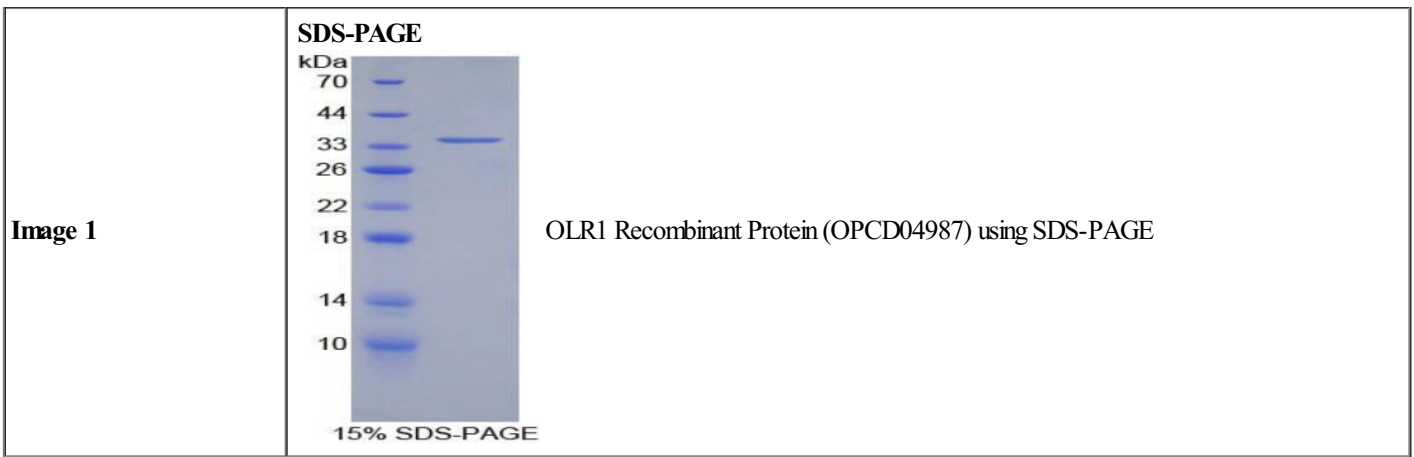 SDS-PAGE
kDa
70
44
33
26
22
18
14
10
15% SDS-PAGE
Image 1
OLR1 Recombinant Protein (OPCD04987) using SDS-PAGE